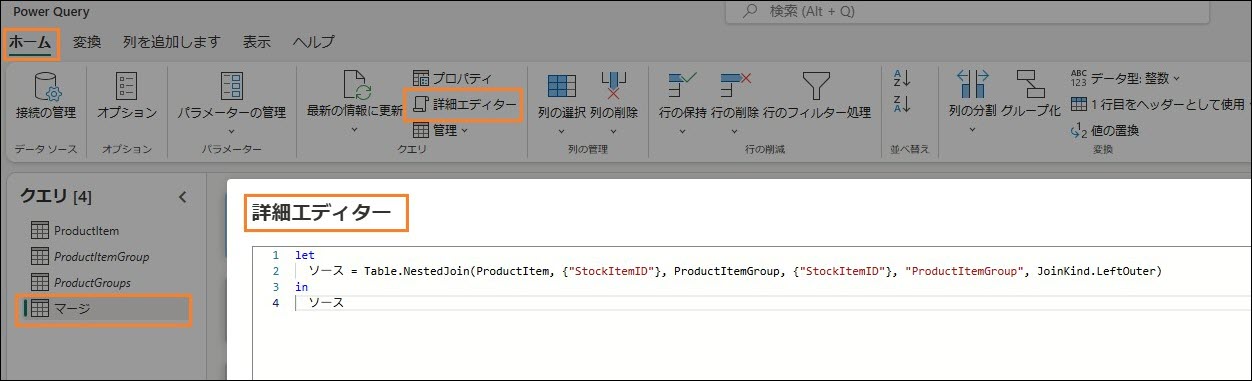 Power Query
検索 (Alt + Q)
ホーム 変換 列を追加します 表示 ヘルプ
接続の管理
データ ソース
オプション
オプション
パラメーターの管理
パラメーター
最新の情報に更新
プロパティ
詳細エディター
管理
クエリ
列の選択 列の削除
列の管理
行の保持 行の削除 行のフィルター処理
行の削減
並べ替え
列の分割 グループ化
データ型: 整数
1 行目をヘッダーとして使用
値の置換
変換
クエリ [4]
ProductItem
ProductItemGroup
ProductGroups
マージ
詳細エディター
1 let
2 ソース = Table.NestedJoin(ProductItem, {"StockItemID"}, ProductItemGroup, {"StockItemID"}, "ProductItemGroup", JoinKind.LeftOuter)
3 in
4 ソース